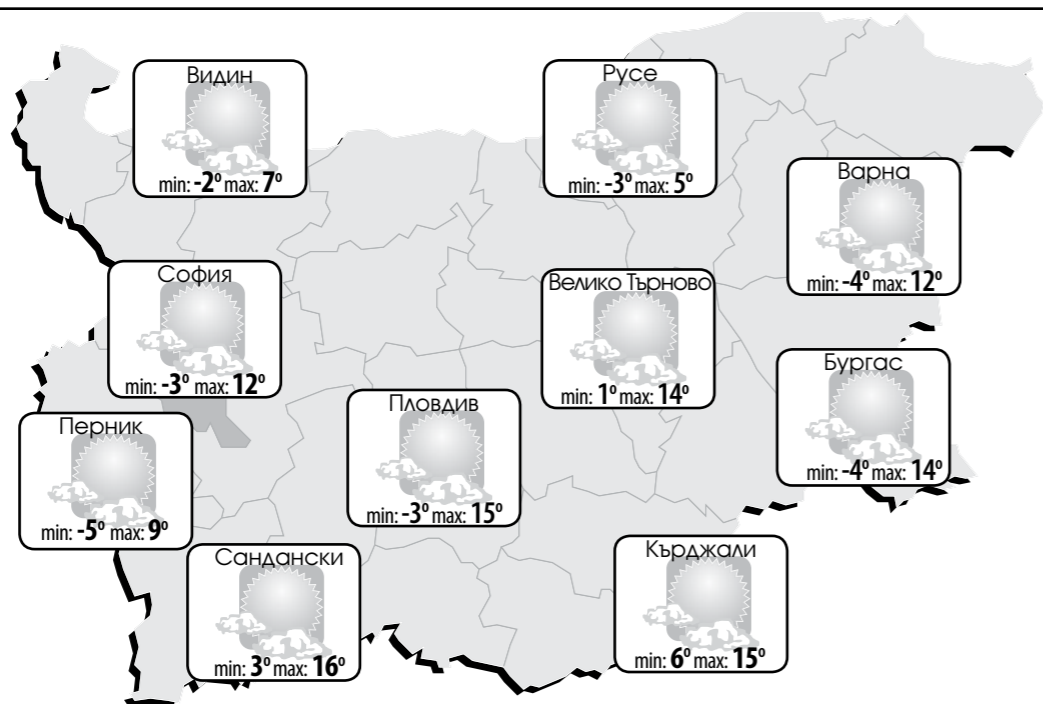 Видин
min: -2° max: 7°
Русе
min: -3° max: 5°
Варна
min: -4° max: 12°
София
min: -3° max: 12°
Велико Търново
min: 1° max: 14°
Бургас
min: -4° max: 14°
Пловдив
min: -3° max: 15°
Перник
min: -5° max: 9°
Сандански
min: 3° max: 16°
Кърджали
min: 6° max: 15°